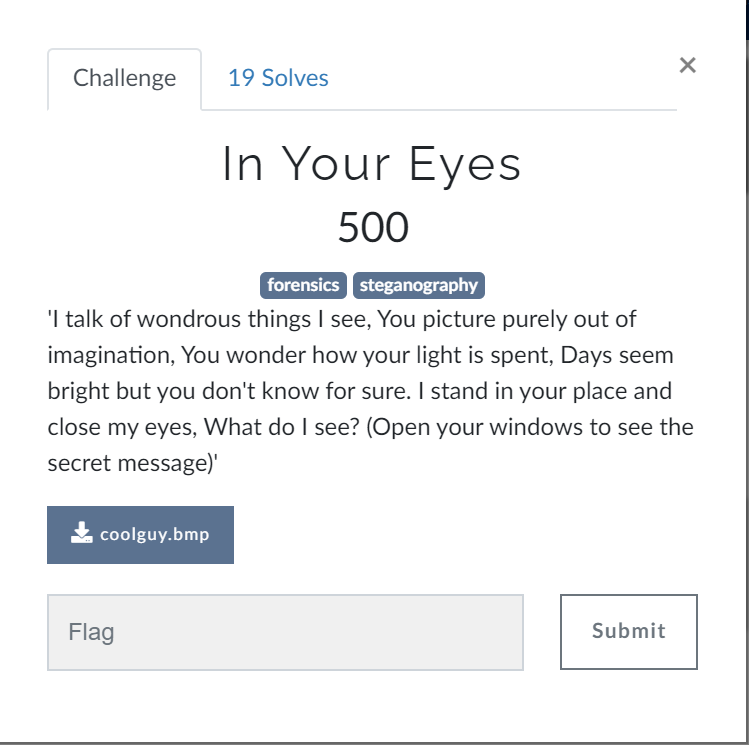 Challenge
19 Solves
×
In Your Eyes
500
forensics steganography
'I talk of wondrous things I see, You picture purely out of
imagination, You wonder how your light is spent, Days seem
bright but you don't know for sure. I stand in your place and
close my eyes, What do I see? (Open your windows to see the
secret message)'
coolguy.bmp
Flag
Submit